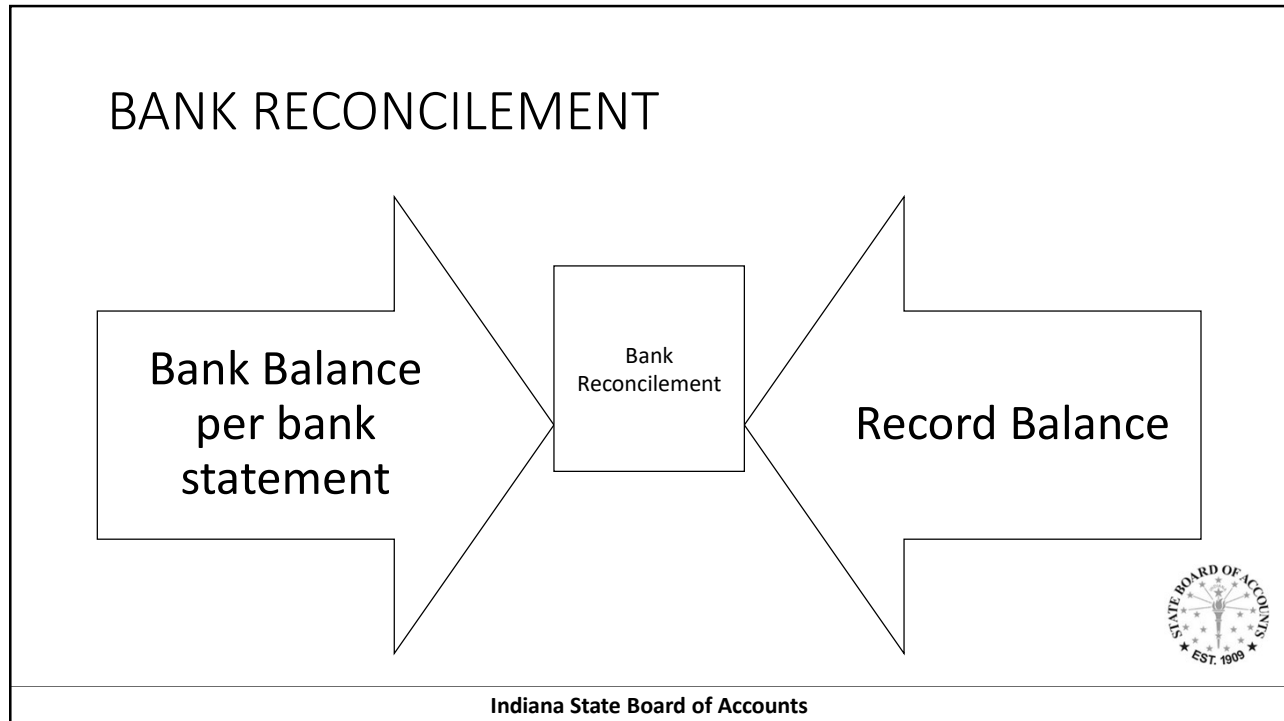 BANK RECONCILEMENT
Bank Balance
per bank
statement
Bank
Reconcilement
Record Balance
STATE BOARD OF ACCOUNTS
EST. 1909
Indiana State Board of Accounts